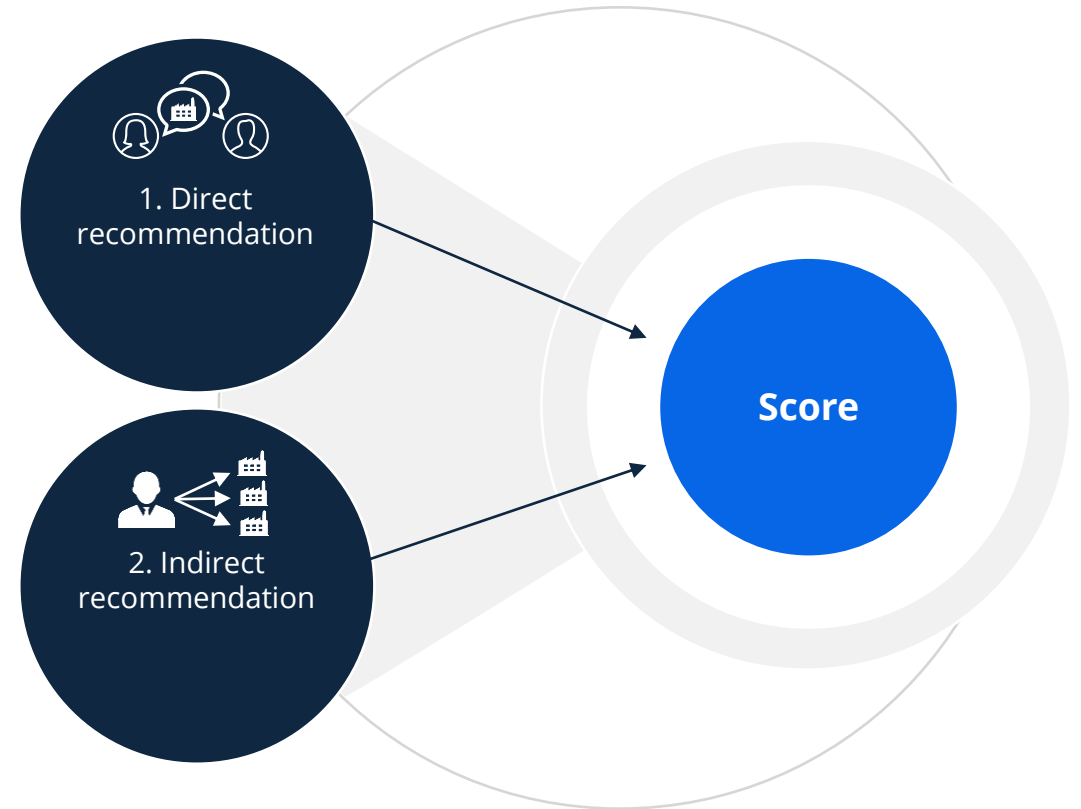 1. Direct
recommendation
Score
2. Indirect
recommendation